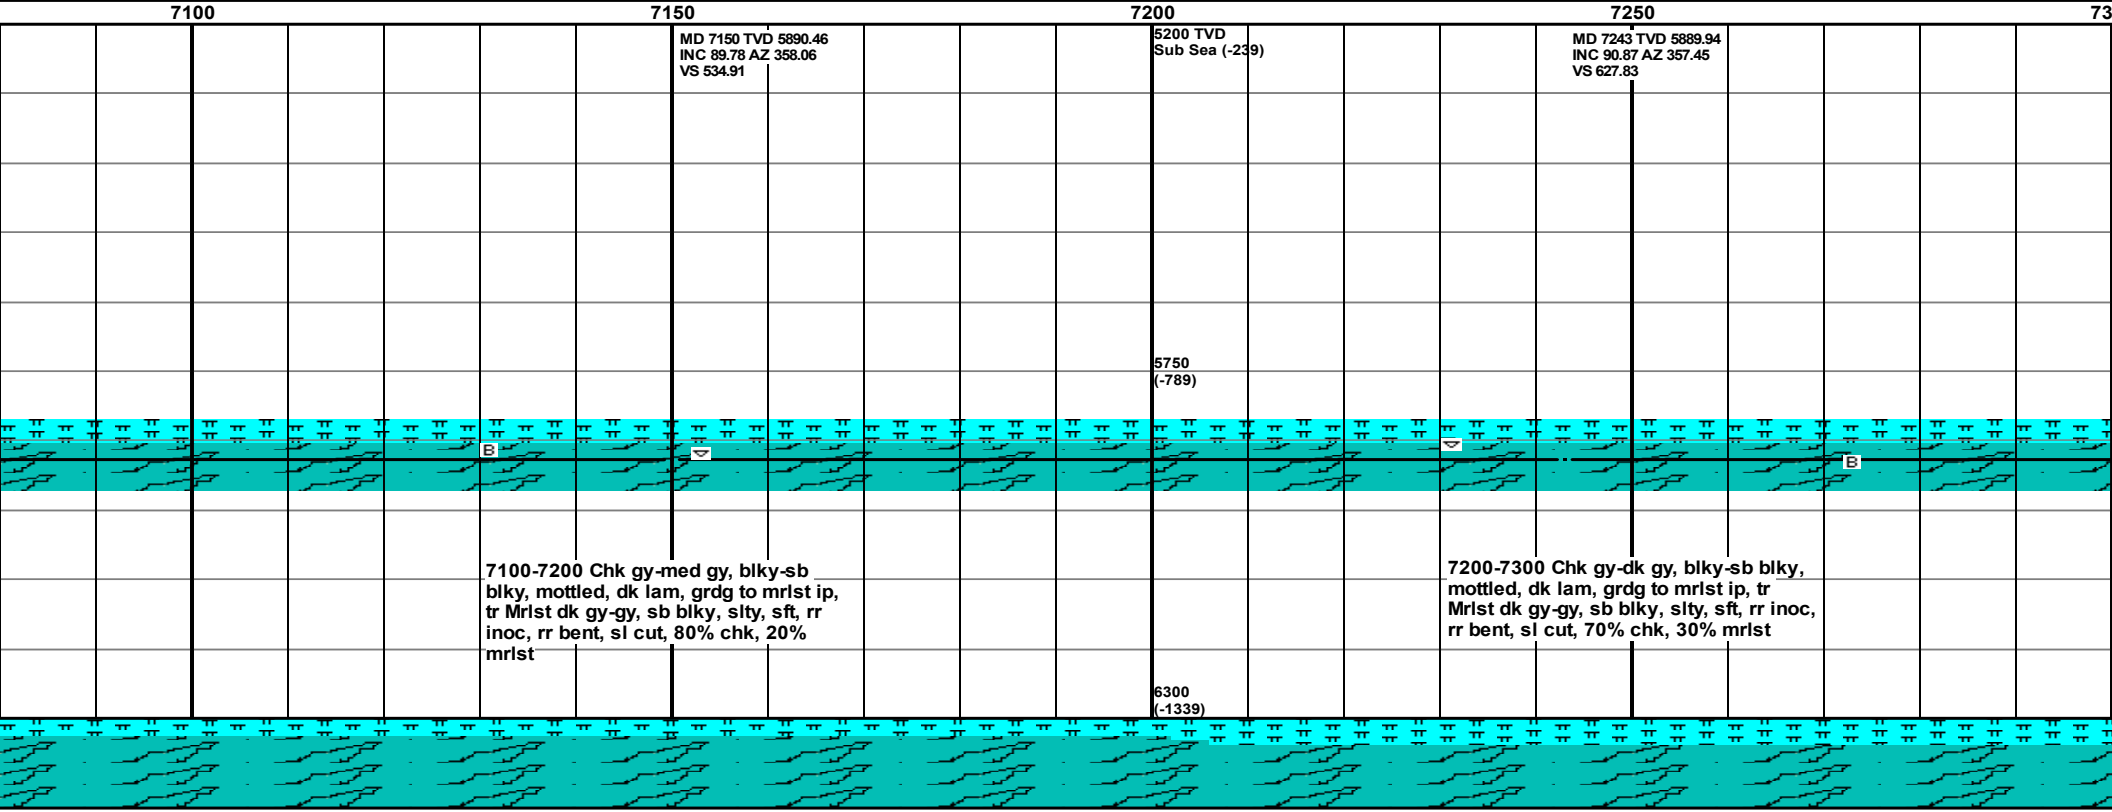 7100
7150
7200
7250
73
MD 7150 TVD 5890.46
INC 89.78 AZ 358.06
VS 534.91
5200 TVD
Sub Sea (-239)
MD 7243 TVD 5889.94
INC 90.87 AZ 357.45
VS 627.83
5750
(-789)
B
B
7100-7200 Chk gy-med gy, blky-sb
blky, mottled, dk lam, grdg to mrlst ip,
tr Mrlst dk gy-gy, sb blky, slty, sft, rr
inoc, rr bent, sl cut, 80% chk, 20%
mrlst
7200-7300 Chk gy-dk gy, blky-sb blky,
mottled, dk lam, grdg to mrlst ip, tr
Mrlst dk gy-gy, sb blky, slty, sft, rr inoc,
rr bent, sl cut, 70% chk, 30% mrlst
6300
(-1339)